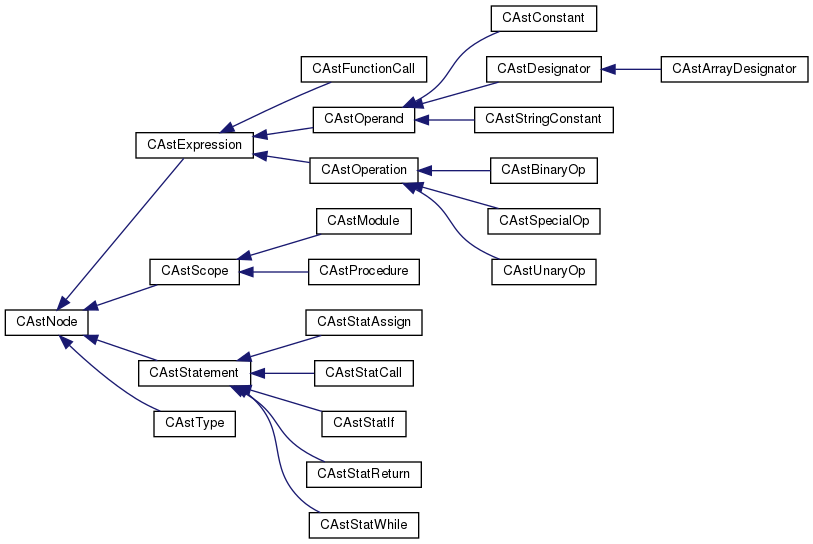 CAstConstant
CAstFunctionCall
CAstDesignator
CAstArrayDesignator
CAstOperand
CAstStringConstant
CAstExpression
CAstOperation
CAstBinaryOp
CAstSpecialOp
CAstModule
CAstScope
CAstProcedure
CAstUnaryOp
CAstNode
CAstStatAssign
CAstStatement
CAstStatCall
CAstType
CAstStatIf
CAstStatReturn
CAstStatWhile